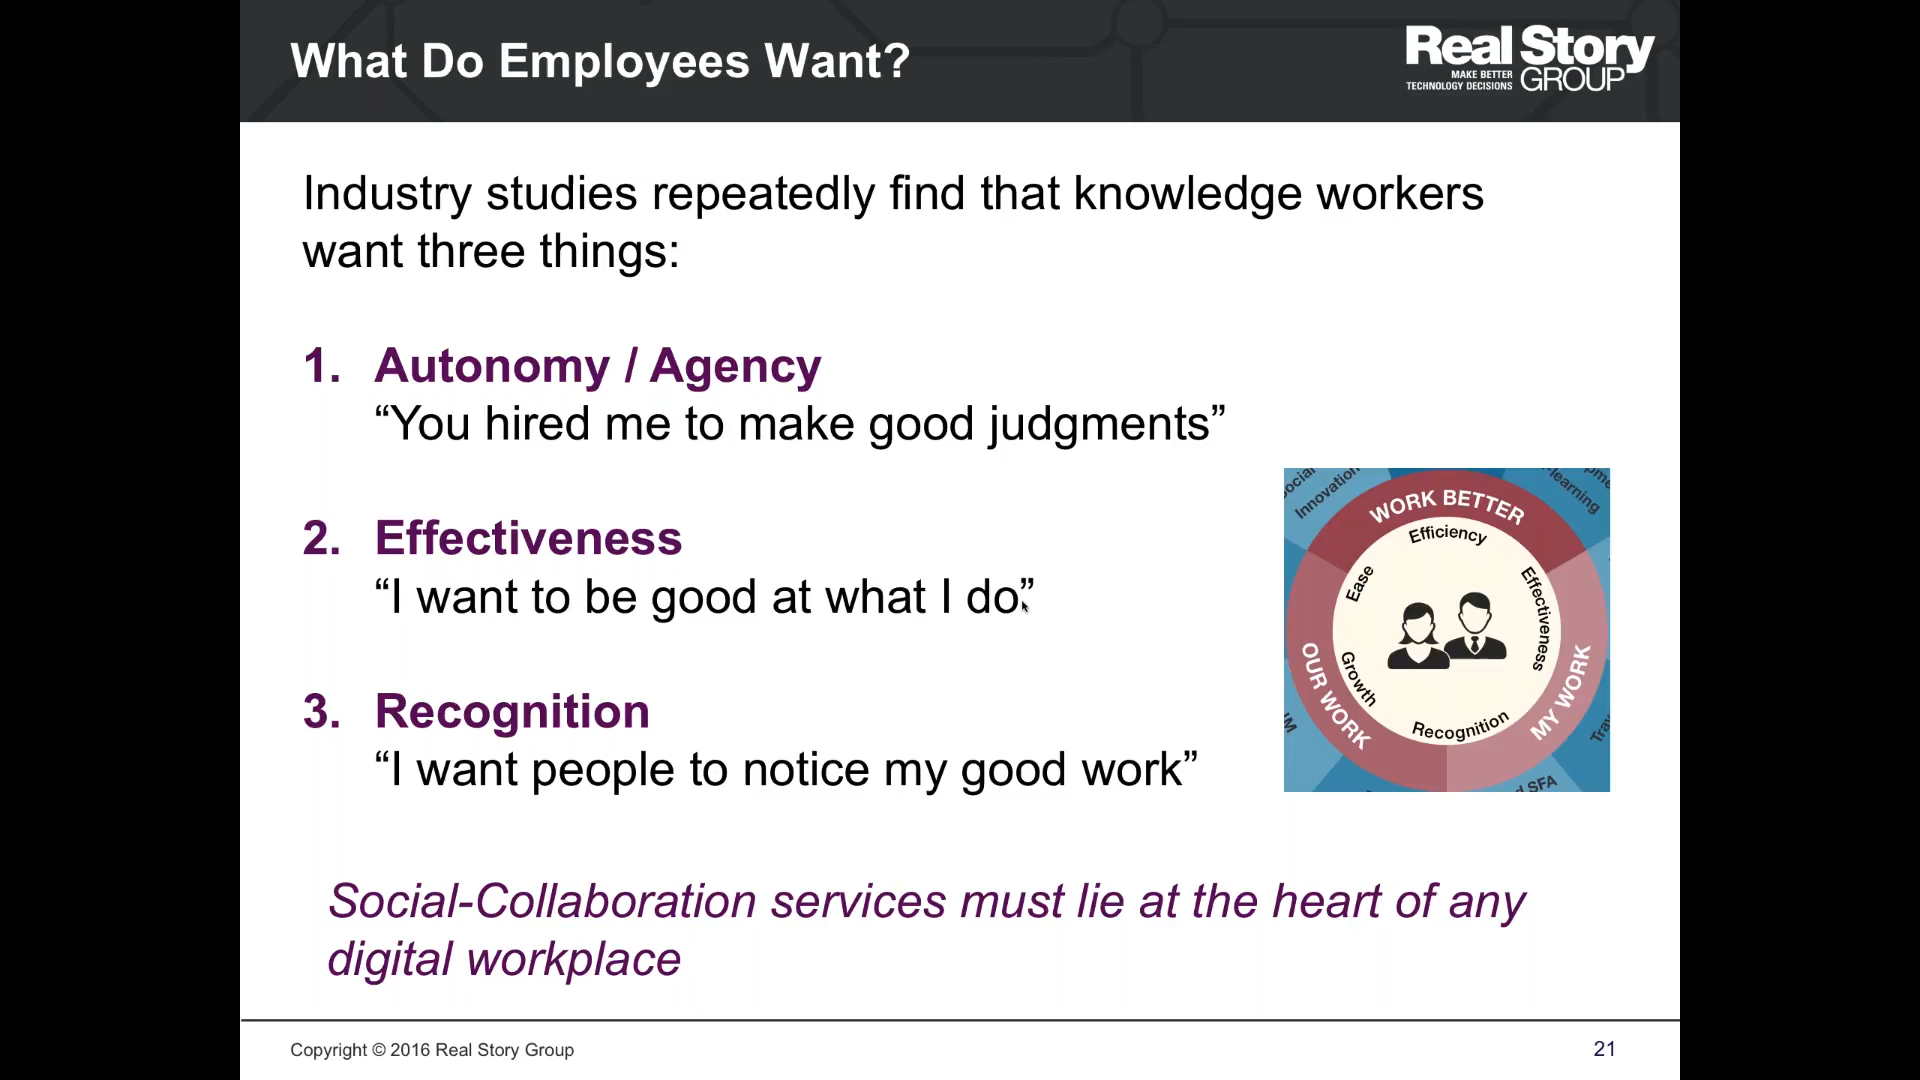 What Do Employees Want?
Real Story
MAKE BETTER
TECHNOLOGY DECISIONS
GROUP
Industry studies repeatedly find that knowledge workers
want three things:
1. Autonomy / Agency
“You hired me to make good judgments”
2. Effectiveness
“I want to be good at what I do”
3. Recognition
“I want people to notice my good work”
Innovation
WORK BETTER
Efficiency
Ease
Effectiveness
OUR WORK
Growth
Recognition
MY WORK
SFA
Social-Collaboration services must lie at the heart of any
digital workplace
Copyright © 2016 Real Story Group
21